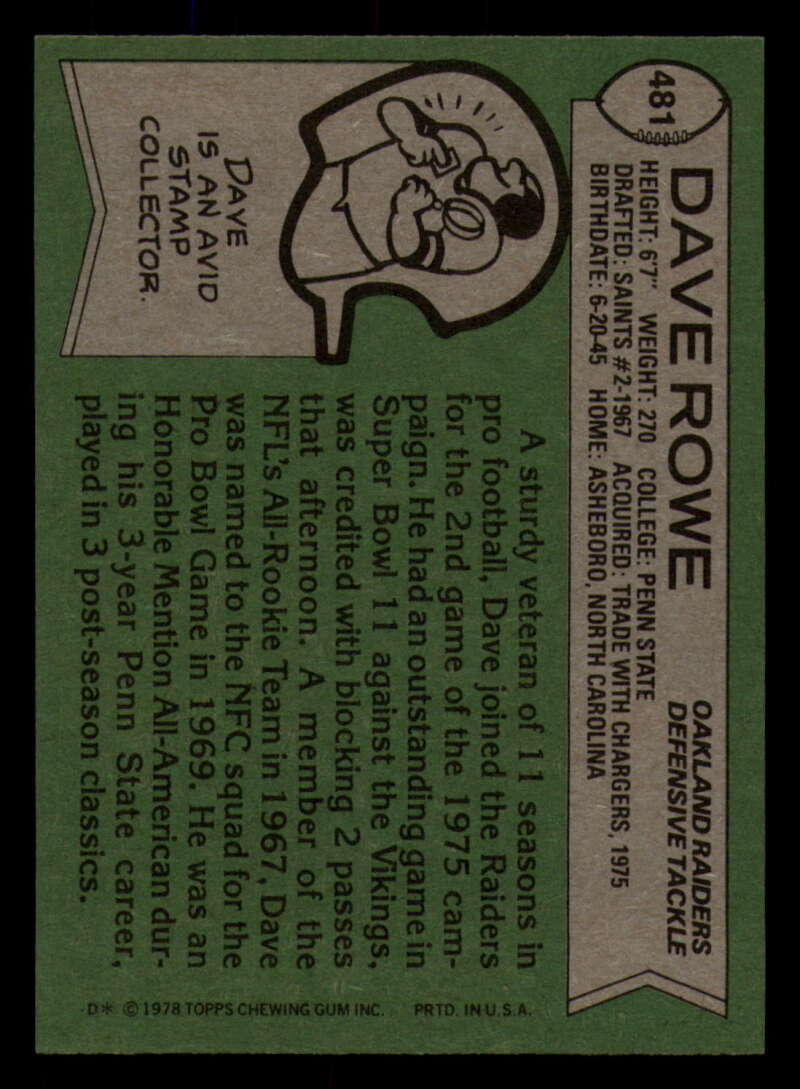 481
DAVE ROWE
OAKLAND RAIDERS
DEFENSIVE TACKLE
HEIGHT: 6'7" WEIGHT: 270 COLLEGE: PENN STATE
DRAFTED: SAINTS #2-1967 ACQUIRED: TRADE WITH CHARGERS, 1975
BIRTHDATE: 6-20-45 HOME: ASHEBORO, NORTH CAROLINA
DAVE
IS AN AVID
STAMP
COLLECTOR.
A sturdy veteran of 11 seasons in
pro football, Dave joined the Raiders
for the 2nd game of the 1975 cam-
paign. He had an outstanding game in
Super Bowl 11 against the Vikings,
was credited with blocking 2 passes
that afternoon. A member of the
NFL's All-Rookie Team in 1967, Dave
was named to the NFC squad for the
Pro Bowl Game in 1969. He was an
Honorable Mention All-American dur-
ing his 3-year Penn State career,
played in 3 post-season classics.
D* © 1978 TOPPS CHEWING GUM INC. PRTD. IN U.S.A.